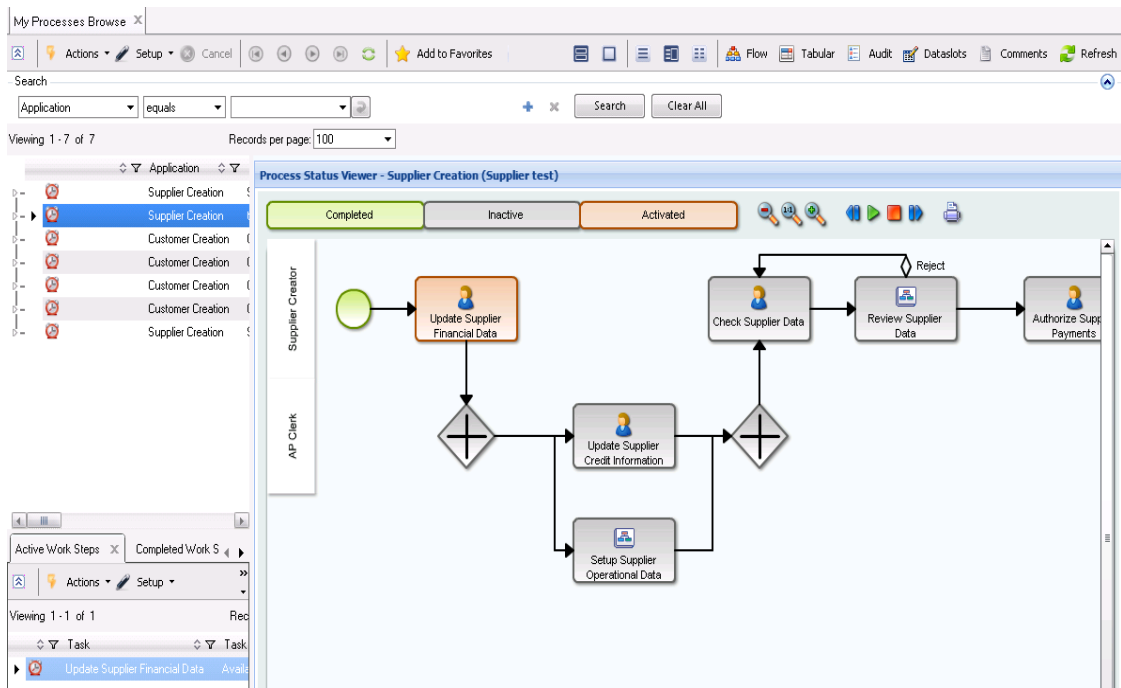 My Processes Browse
Actions Setup Cancel Add to Favorites Flow Tabular Audit Dataslots Comments Refresh
Search
Application equals Search Clear All
Viewing 1-7 of 7 Records per page: 100
Application
Supplier Creation
Supplier Creation
Customer Creation
Customer Creation
Customer Creation
Customer Creation
Supplier Creation
Process Status Viewer - Supplier Creation (Supplier test)
Completed Inactive Activated
Supplier Creator
AP Clerk
Update Supplier
Financial Data
Check Supplier Data
Reject
Review Supplier
Data
Authorize Supp
Payments
Update Supplier
Credit Information
Setup Supplier
Operational Data
Active Work Steps Completed Work S
Actions Setup
Viewing 1-1 of 1 Rec
Task Task
Update Supplier Financial Data Availa